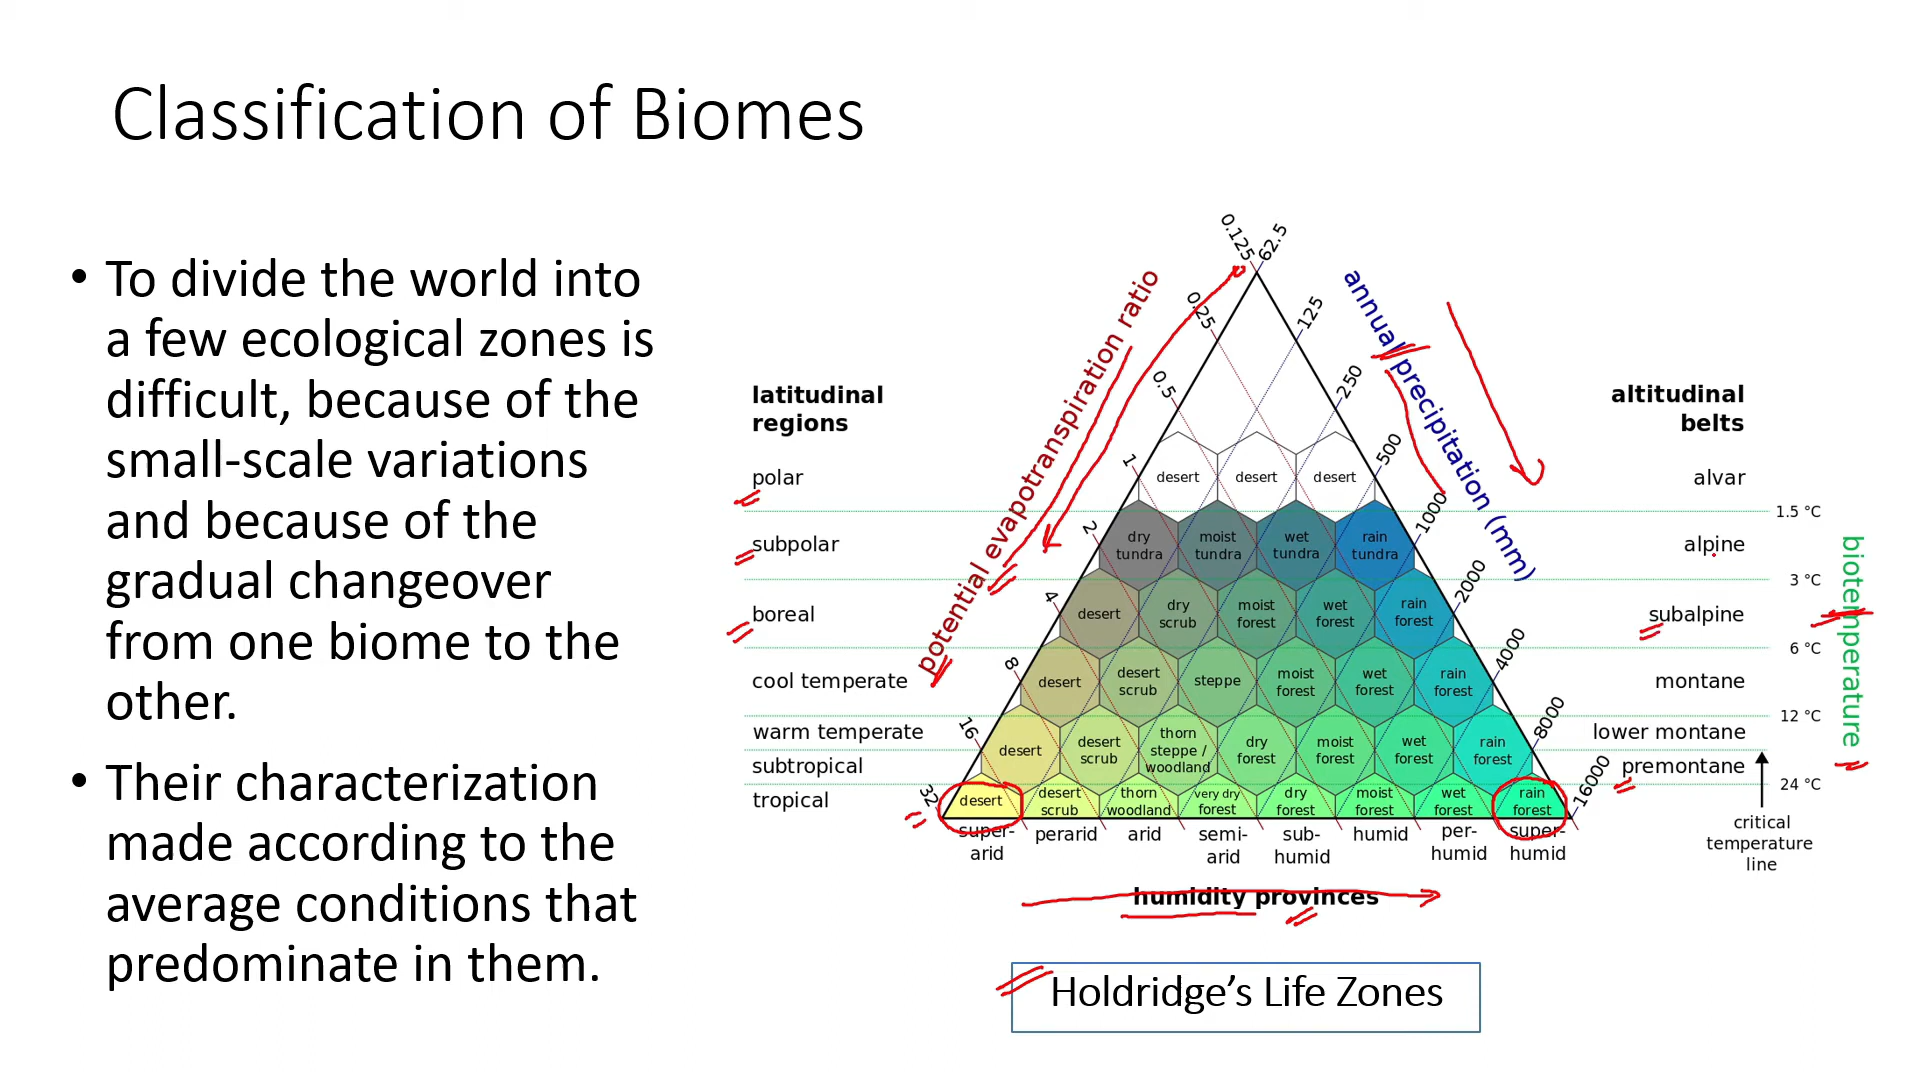 Classification of Biomes
• To divide the world into
a few ecological zones is
difficult, because of the
small-scale variations
and because of the
gradual changeover
from one biome to the
other.
• Their characterization
made according to the
average conditions that
predominate in them.
latitudinal
regions
polar
subpolar
boreal
cool temperate
warm temperate
subtropical
tropical
potential evapotranspiration ratio
0.125
0.25
0.5
1
2
4
8
16
32
62.5
125
250
500
1000
2000
4000
8000
16000
annual precipitation (mm)
desert
desert
desert
dry
tundra
moist
tundra
wet
tundra
rain
tundra
desert
dry
scrub
moist
forest
wet
forest
rain
forest
desert
desert
scrub
steppe
moist
forest
wet
forest
rain
forest
desert
desert
scrub
thorn
steppe /
woodland
dry
forest
moist
forest
wet
forest
rain
forest
desert
desert
scrub
thorn
woodland
very dry
forest
dry
forest
moist
forest
wet
forest
rain
forest
super-
arid
perarid
arid
semi-
arid
sub-
humid
humid
per-
humid
super-
humid
humidity provinces
altitudinal
belts
alvar
alpine
subalpine
montane
lower montane
premontane
1.5 °C
3 °C
6 °C
12 °C
24 °C
critical
temperature
line
biotemperature
Holdridge’s Life Zones